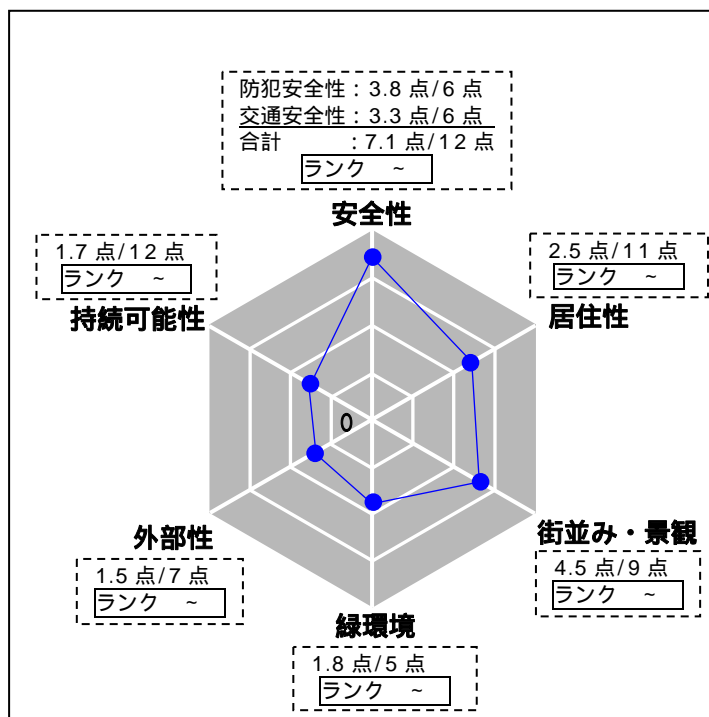 防犯安全性：3.8 点/6 点
交通安全性：3.3 点/6 点
合計　　　：7.1 点/12 点
ランク　～
安全性
1.7 点/12 点
ランク　～
持続可能性
2.5 点/11 点
ランク　～
居住性
0
外部性
1.5 点/7 点
ランク　～
街並み・景観
4.5 点/9 点
ランク　～
緑環境
1.8 点/5 点
ランク　～